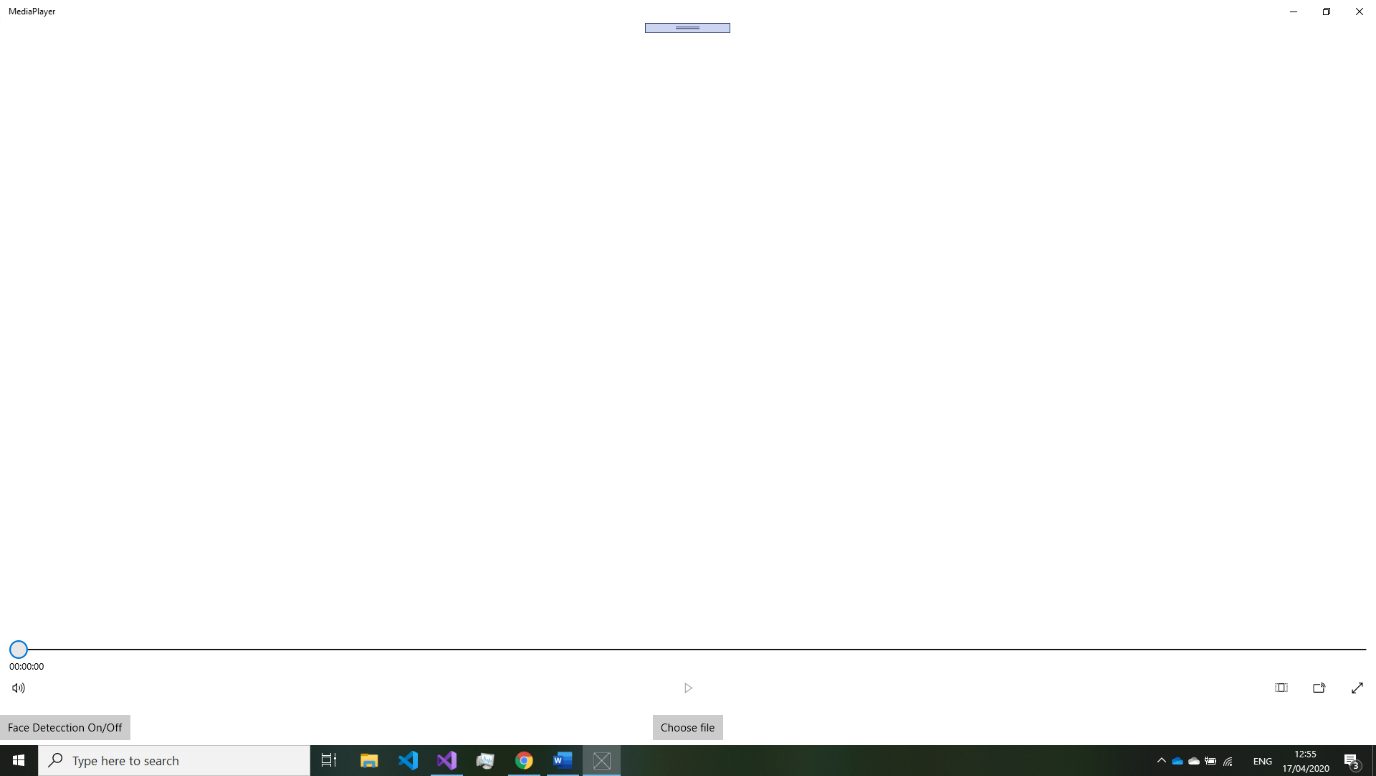 MediaPlayer
00:00:00
Face Detecction On/Off
Choose file
Type here to search
W
ENG
12:55
17/04/2020
3